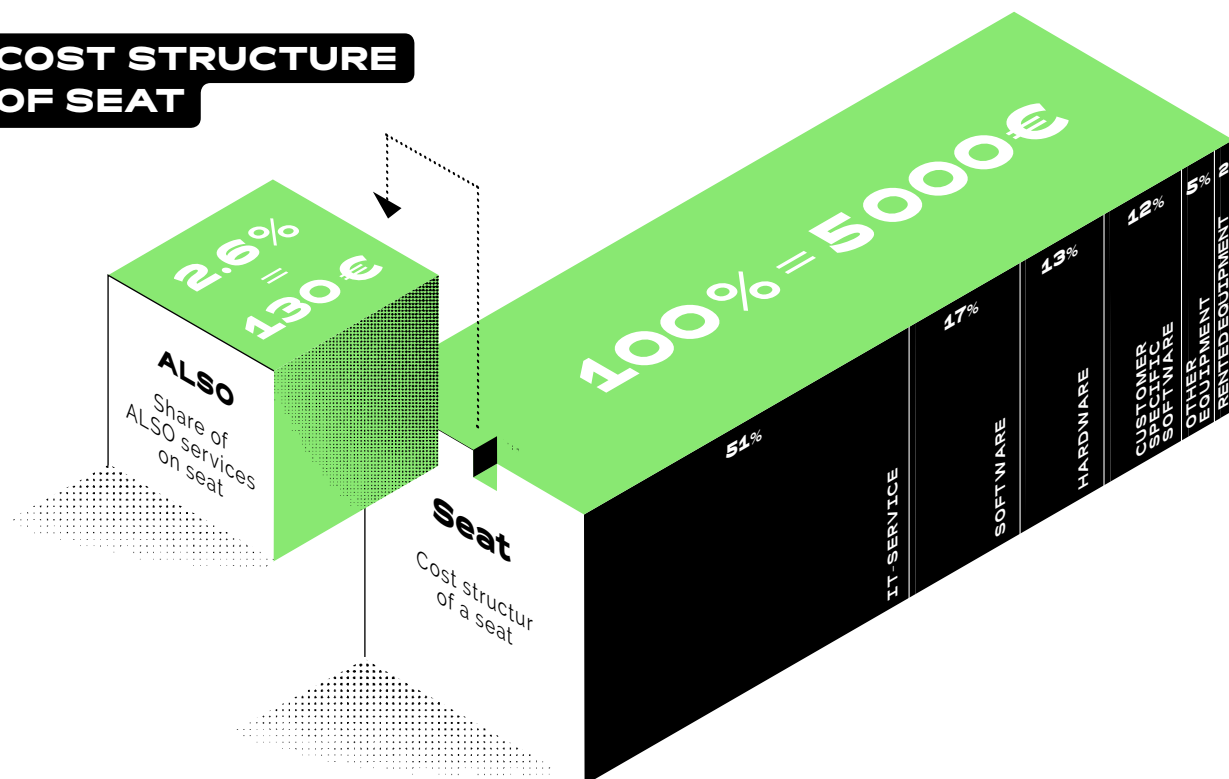 COST STRUCTURE
OF SEAT
2.6%
=
130€
ALSO
Share of
ALSO services
on seat
100% = 5000€
Seat
Cost structur
of a seat
51%
IT-SERVICE
17%
SOFTWARE
13%
HARDWARE
12%
CUSTOMER
SPECIFIC
SOFTWARE
5%
OTHER
EQUIPMENT
2
RENTED EQUIPMENT